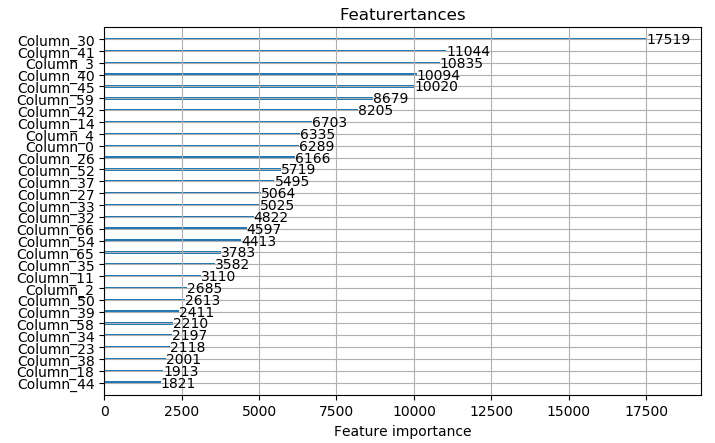 Featurertances
Column_30 17519
Column_41 11044
Column_3 10835
Column_40 10094
Column_45 10020
Column_59 8679
Column_42 8205
Column_14 6703
Column_4 6335
Column_0 6289
Column_26 6166
Column_52 5719
Column_37 5495
Column_27 5064
Column_33 5025
Column_32 4822
Column_66 4597
Column_54 4413
Column_65 3783
Column_35 3582
Column_11 3110
Column_2 2685
Column_50 2613
Column_39 2411
Column_58 2210
Column_34 2197
Column_23 2118
Column_38 2001
Column_18 1913
Column_44 1821
0 2500 5000 7500 10000 12500 15000 17500
Feature importance